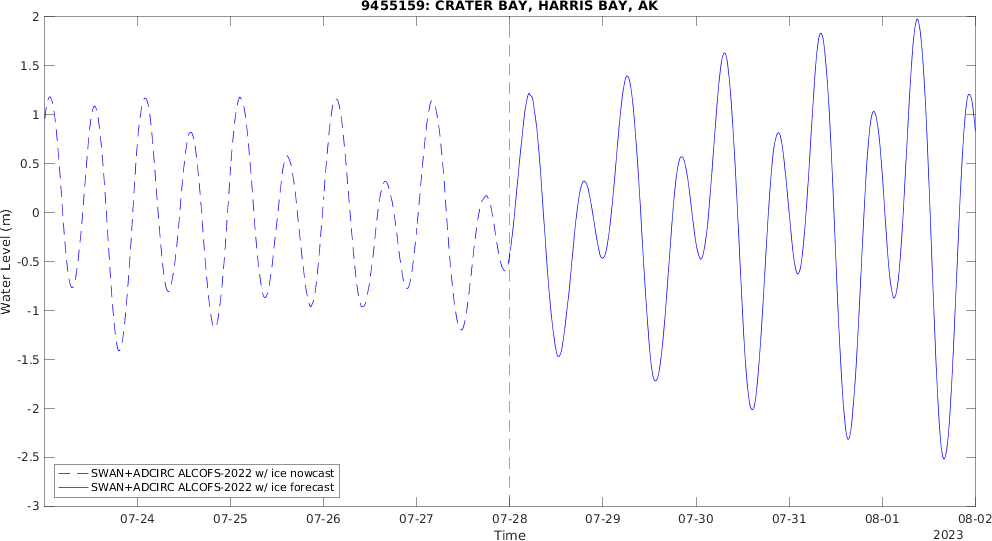 9455159: CRATER BAY, HARRIS BAY, AK
2
1.5
1
0.5
0
-0.5
-1
-1.5
-2
-2.5
-3
Water Level (m)
SWAN+ADCIRC ALCOFS-2022 w/ ice nowcast
SWAN+ADCIRC ALCOFS-2022 w/ ice forecast
07-24 07-25 07-26 07-27 07-28 07-29 07-30 07-31 08-01 08-02
Time
2023